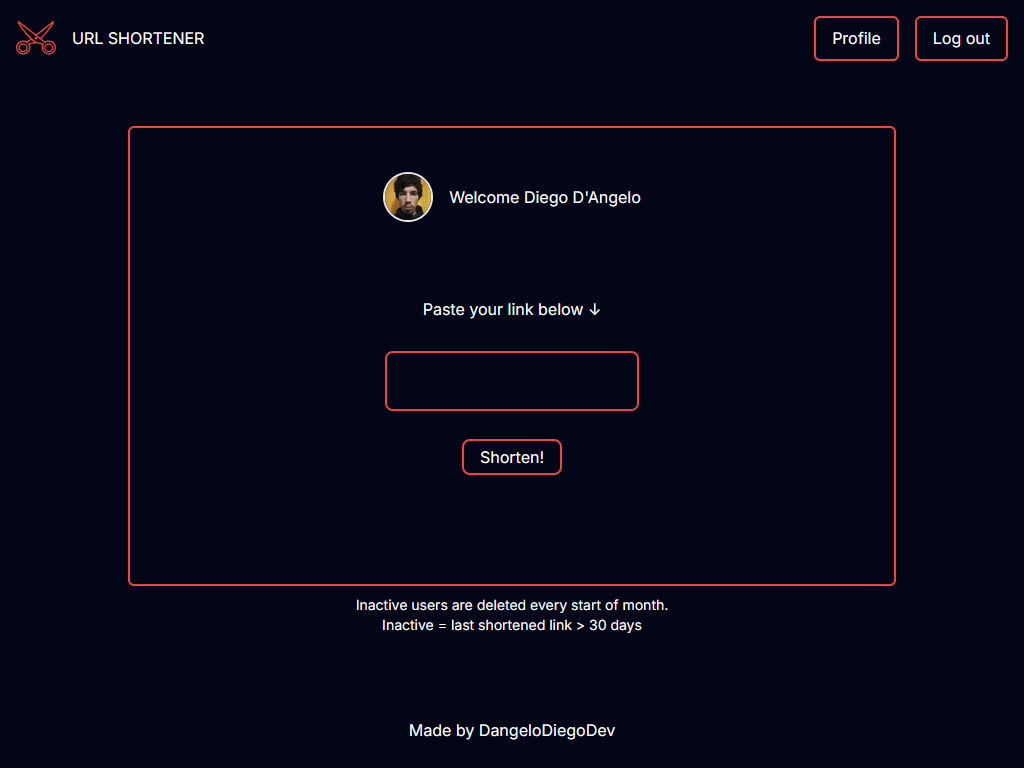 URL SHORTENER
Profile
Log out
Welcome Diego D'Angelo
Paste your link below ↓
Shorten!
Inactive users are deleted every start of month.
Inactive = last shortened link > 30 days
Made by DangeloDiegoDev